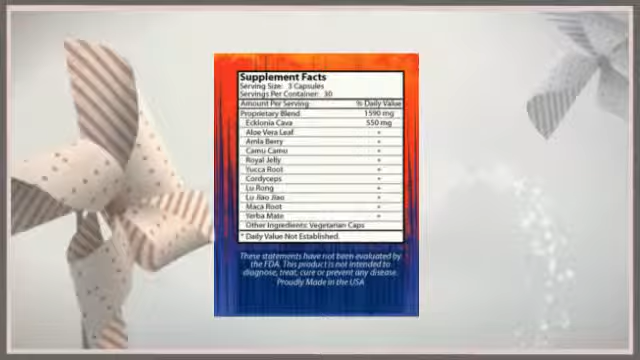 Supplement Facts
Serving Size: 3 Capsules
Servings Per Container: 30
Amount Per Serving % Daily Value
Proprietary Blend 1590 mg
Ecklonia Cava 550 mg
Aloe Vera Leaf *
Amla Berry *
Camu Camu *
Royal Jelly *
Yucca Root *
Cordyceps *
Lu Rong *
Lu Jiao Jiao *
Maca Root *
Yerba Mate *
Other Ingredients: Vegetarian Caps
* Daily Value Not Established.
These statements have not been evaluated by
the FDA. This product is not intended to
diagnose, treat, cure or prevent any disease.
Proudly Made in the USA